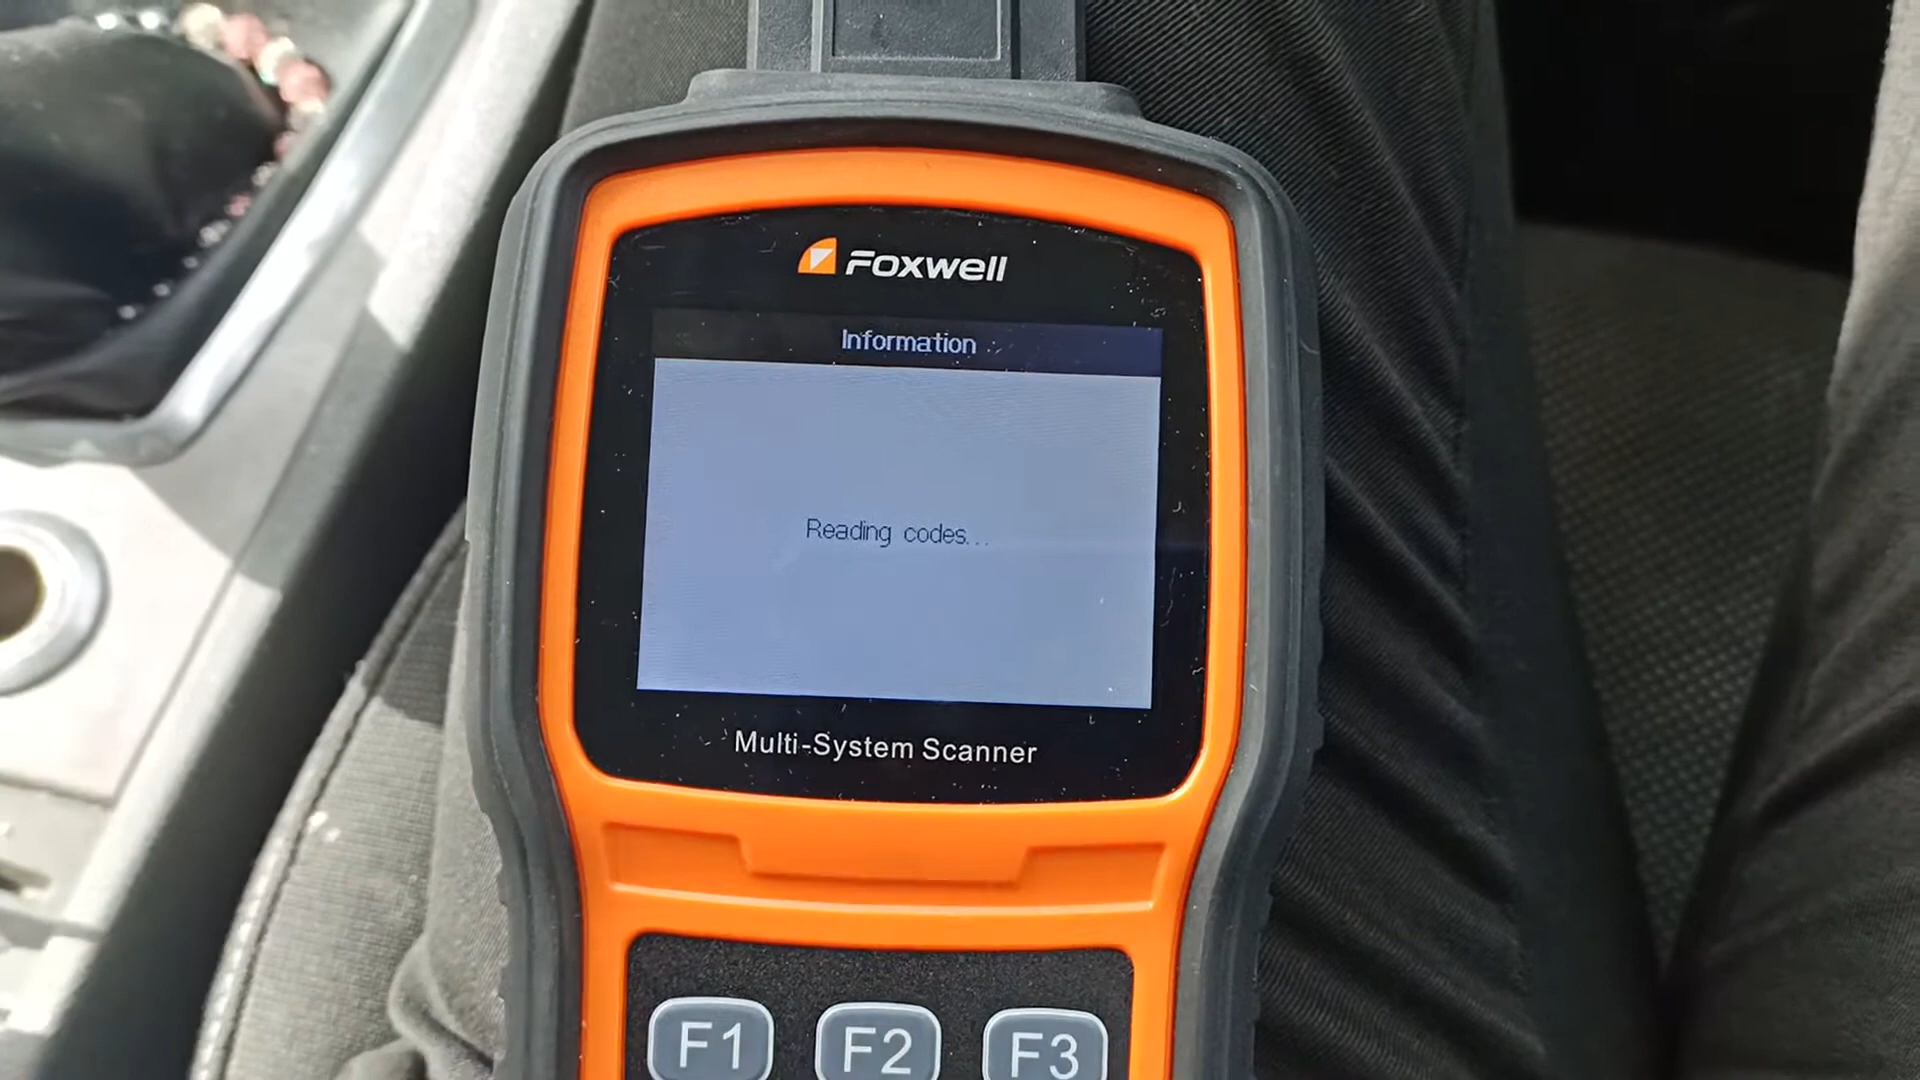 Foxwell
Information
Reading codes...
Multi-System Scanner
F1 F2 F3